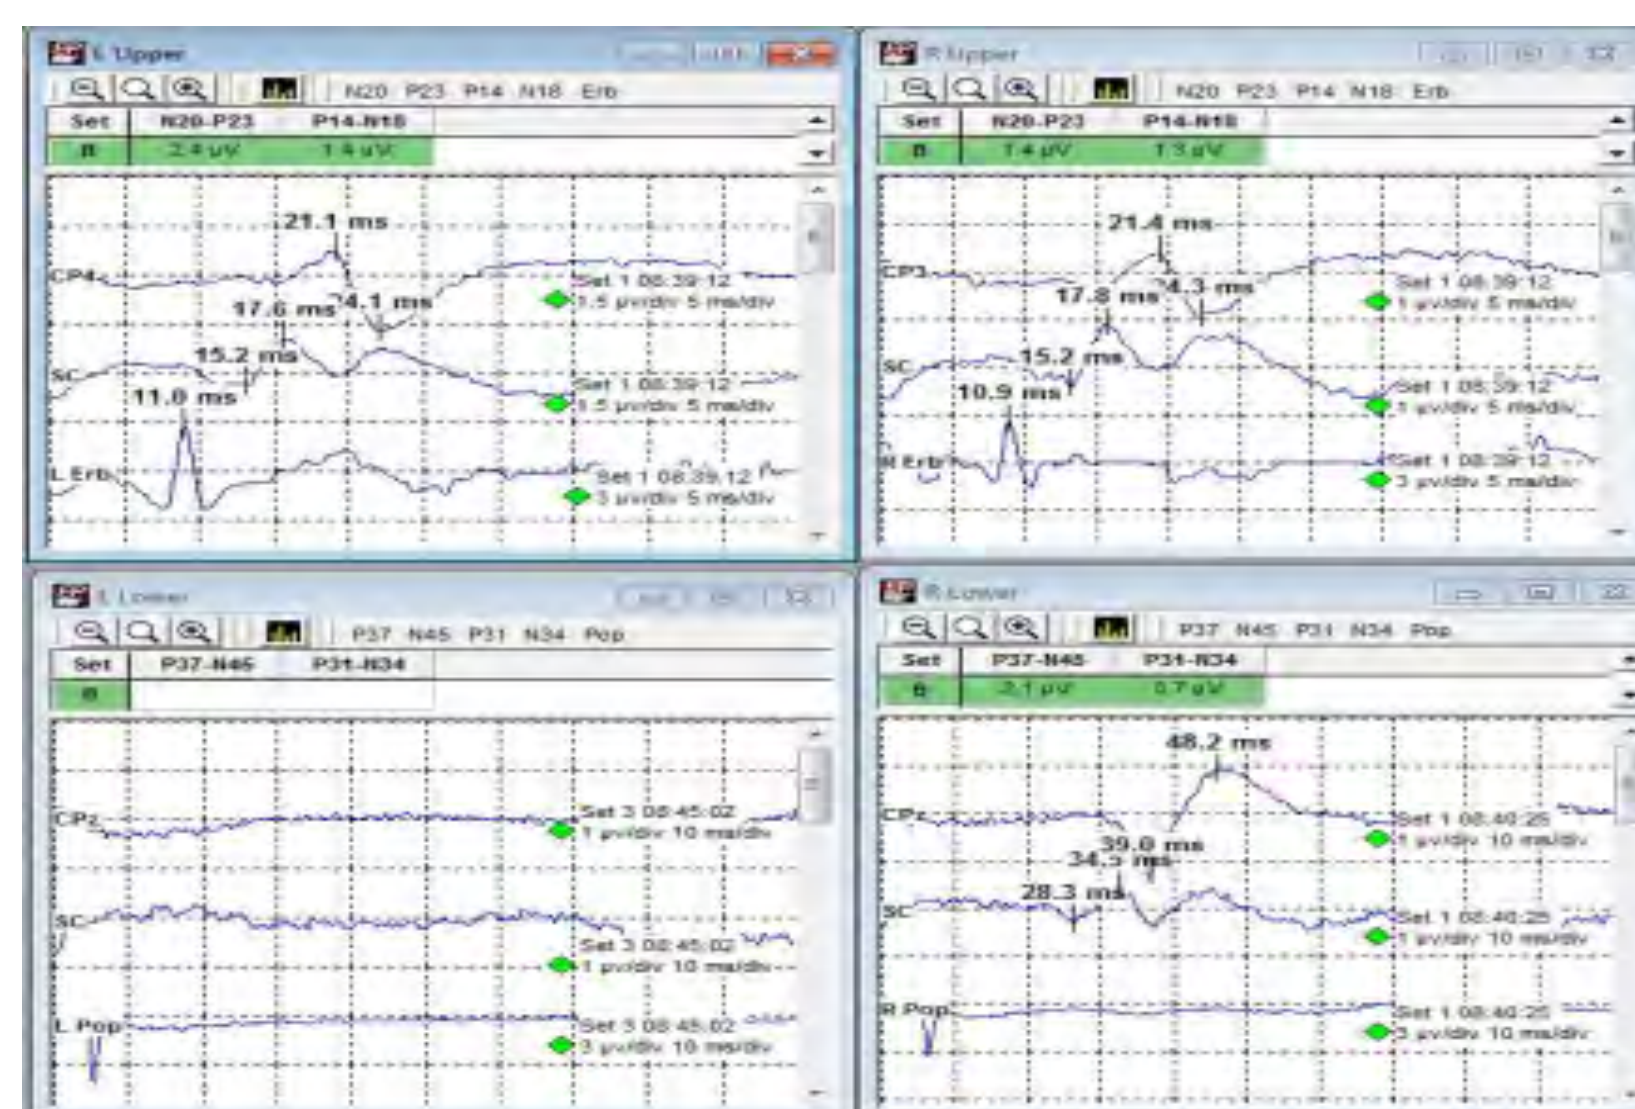 L Upper
N20 P23 P14 N18 Erb
Set N20-P23 P14-N18
B 2.4 µV 1.4 µV
21.1 ms
CP4
Set 1 08:39:12
17.6 ms 24.1 ms
1.5 µv/div 5 ms/div
15.2 ms
SC
Set 1 08:39:12
11.0 ms
1.5 µv/div 5 ms/div
L Erb
Set 1 08:39:12
3 µv/div 5 ms/div
R Upper
N20 P23 P14 N18 Erb
Set N20-P23 P14-N18
B 1.4 µV 1.3 µV
21.4 ms
CP3
Set 1 08:39:12
17.8 ms 24.3 ms
1 µv/div 5 ms/div
15.2 ms
SC
Set 1 08:39:12
10.9 ms
1 µv/div 5 ms/div
R Erb
Set 1 08:39:12
3 µv/div 5 ms/div
L Lower
P37 N45 P31 N34 Pop
Set P37-N45 P31-N34
B
CPz
Set 3 08:45:02
1 µv/div 10 ms/div
SC
Set 3 08:45:02
1 µv/div 10 ms/div
L Pop
Set 3 08:45:02
3 µv/div 10 ms/div
R Lower
P37 N45 P31 N34 Pop
Set P37-N45 P31-N34
B 2.1 µV 0.7 µV
48.2 ms
CPz
Set 1 08:40:25
1 µv/div 10 ms/div
39.0 ms
34.5 ms
28.3 ms
SC
Set 1 08:40:25
1 µv/div 10 ms/div
R Pop
Set 1 08:40:25
3 µv/div 10 ms/div